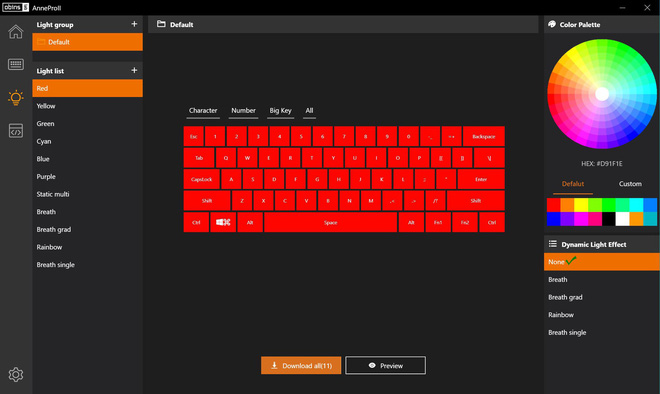 obins AnneProII
Light group +
Default
Light list +
Red
Yellow
Green
Cyan
Blue
Purple
Static multi
Breath
Breath grad
Rainbow
Breath single
Default
Character Number Big Key All
Esc 1 2 3 4 5 6 7 8 9 0 Backspace
Tab Q W E R T Y U I O P
CapsLock A S D F G H J K L Enter
Shift Z X C V B N M Shift
Ctrl Alt Space Alt Fn1 Fn2 Ctrl
Download all(11) Preview
Color Palette
HEX: #D91F1E
Defalut Custom
Dynamic Light Effect
None
Breath
Breath grad
Rainbow
Breath single